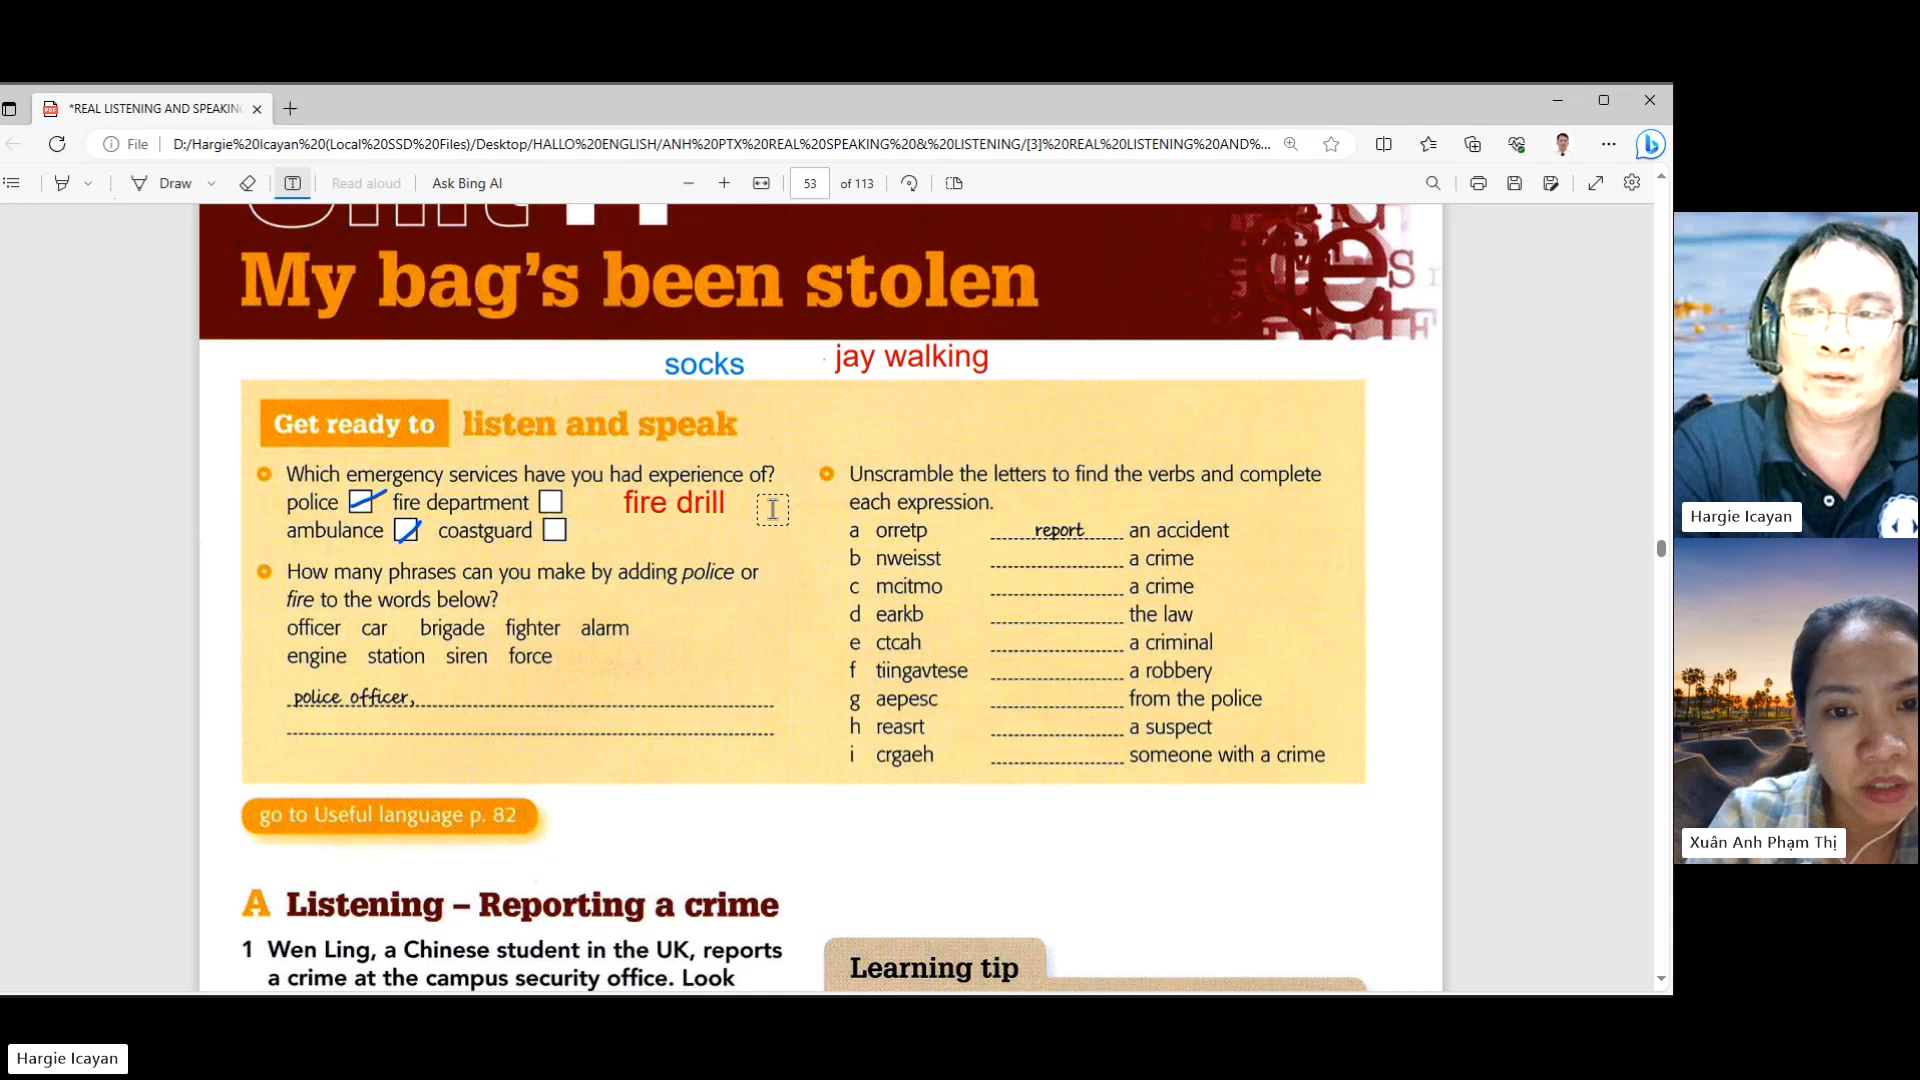 *REAL LISTENING AND SPEAKING
File
D:/Hargie%20Icayan%20(Local%20SSD%20Files)/Desktop/HALLO%20ENGLISH/ANH%20PTX%20REAL%20SPEAKING%20&%20LISTENING/[3]%20REAL%20LISTENING%20AND%...
Draw
Read aloud
Ask Bing AI
53 of 113
My bag's been stolen
socks
jay walking
Get ready to listen and speak
Which emergency services have you had experience of?
police fire department
fire drill
ambulance coastguard
How many phrases can you make by adding police or
fire to the words below?
officer car brigade fighter alarm
engine station siren force
police officer,
Unscramble the letters to find the verbs and complete
each expression.
a orretp report an accident
b nweisst a crime
c mcitmo a crime
d earkb the law
e ctcah a criminal
f tiingavtese a robbery
g aepesc from the police
h reasrt a suspect
i crgaeh someone with a crime
go to Useful language p. 82
A Listening – Reporting a crime
1 Wen Ling, a Chinese student in the UK, reports
a crime at the campus security office. Look
Learning tip
Hargie Icayan
Xuân Anh Phạm Thị
Hargie Icayan